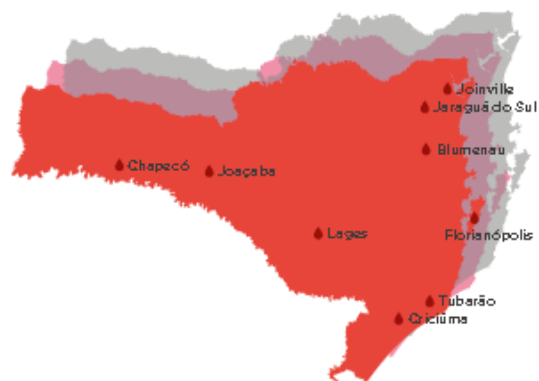 Joinville
Jaraguá do Sul
Blumenau
Chapecó
Joaçaba
Lages
Florianópolis
Tubarão
Criciúma